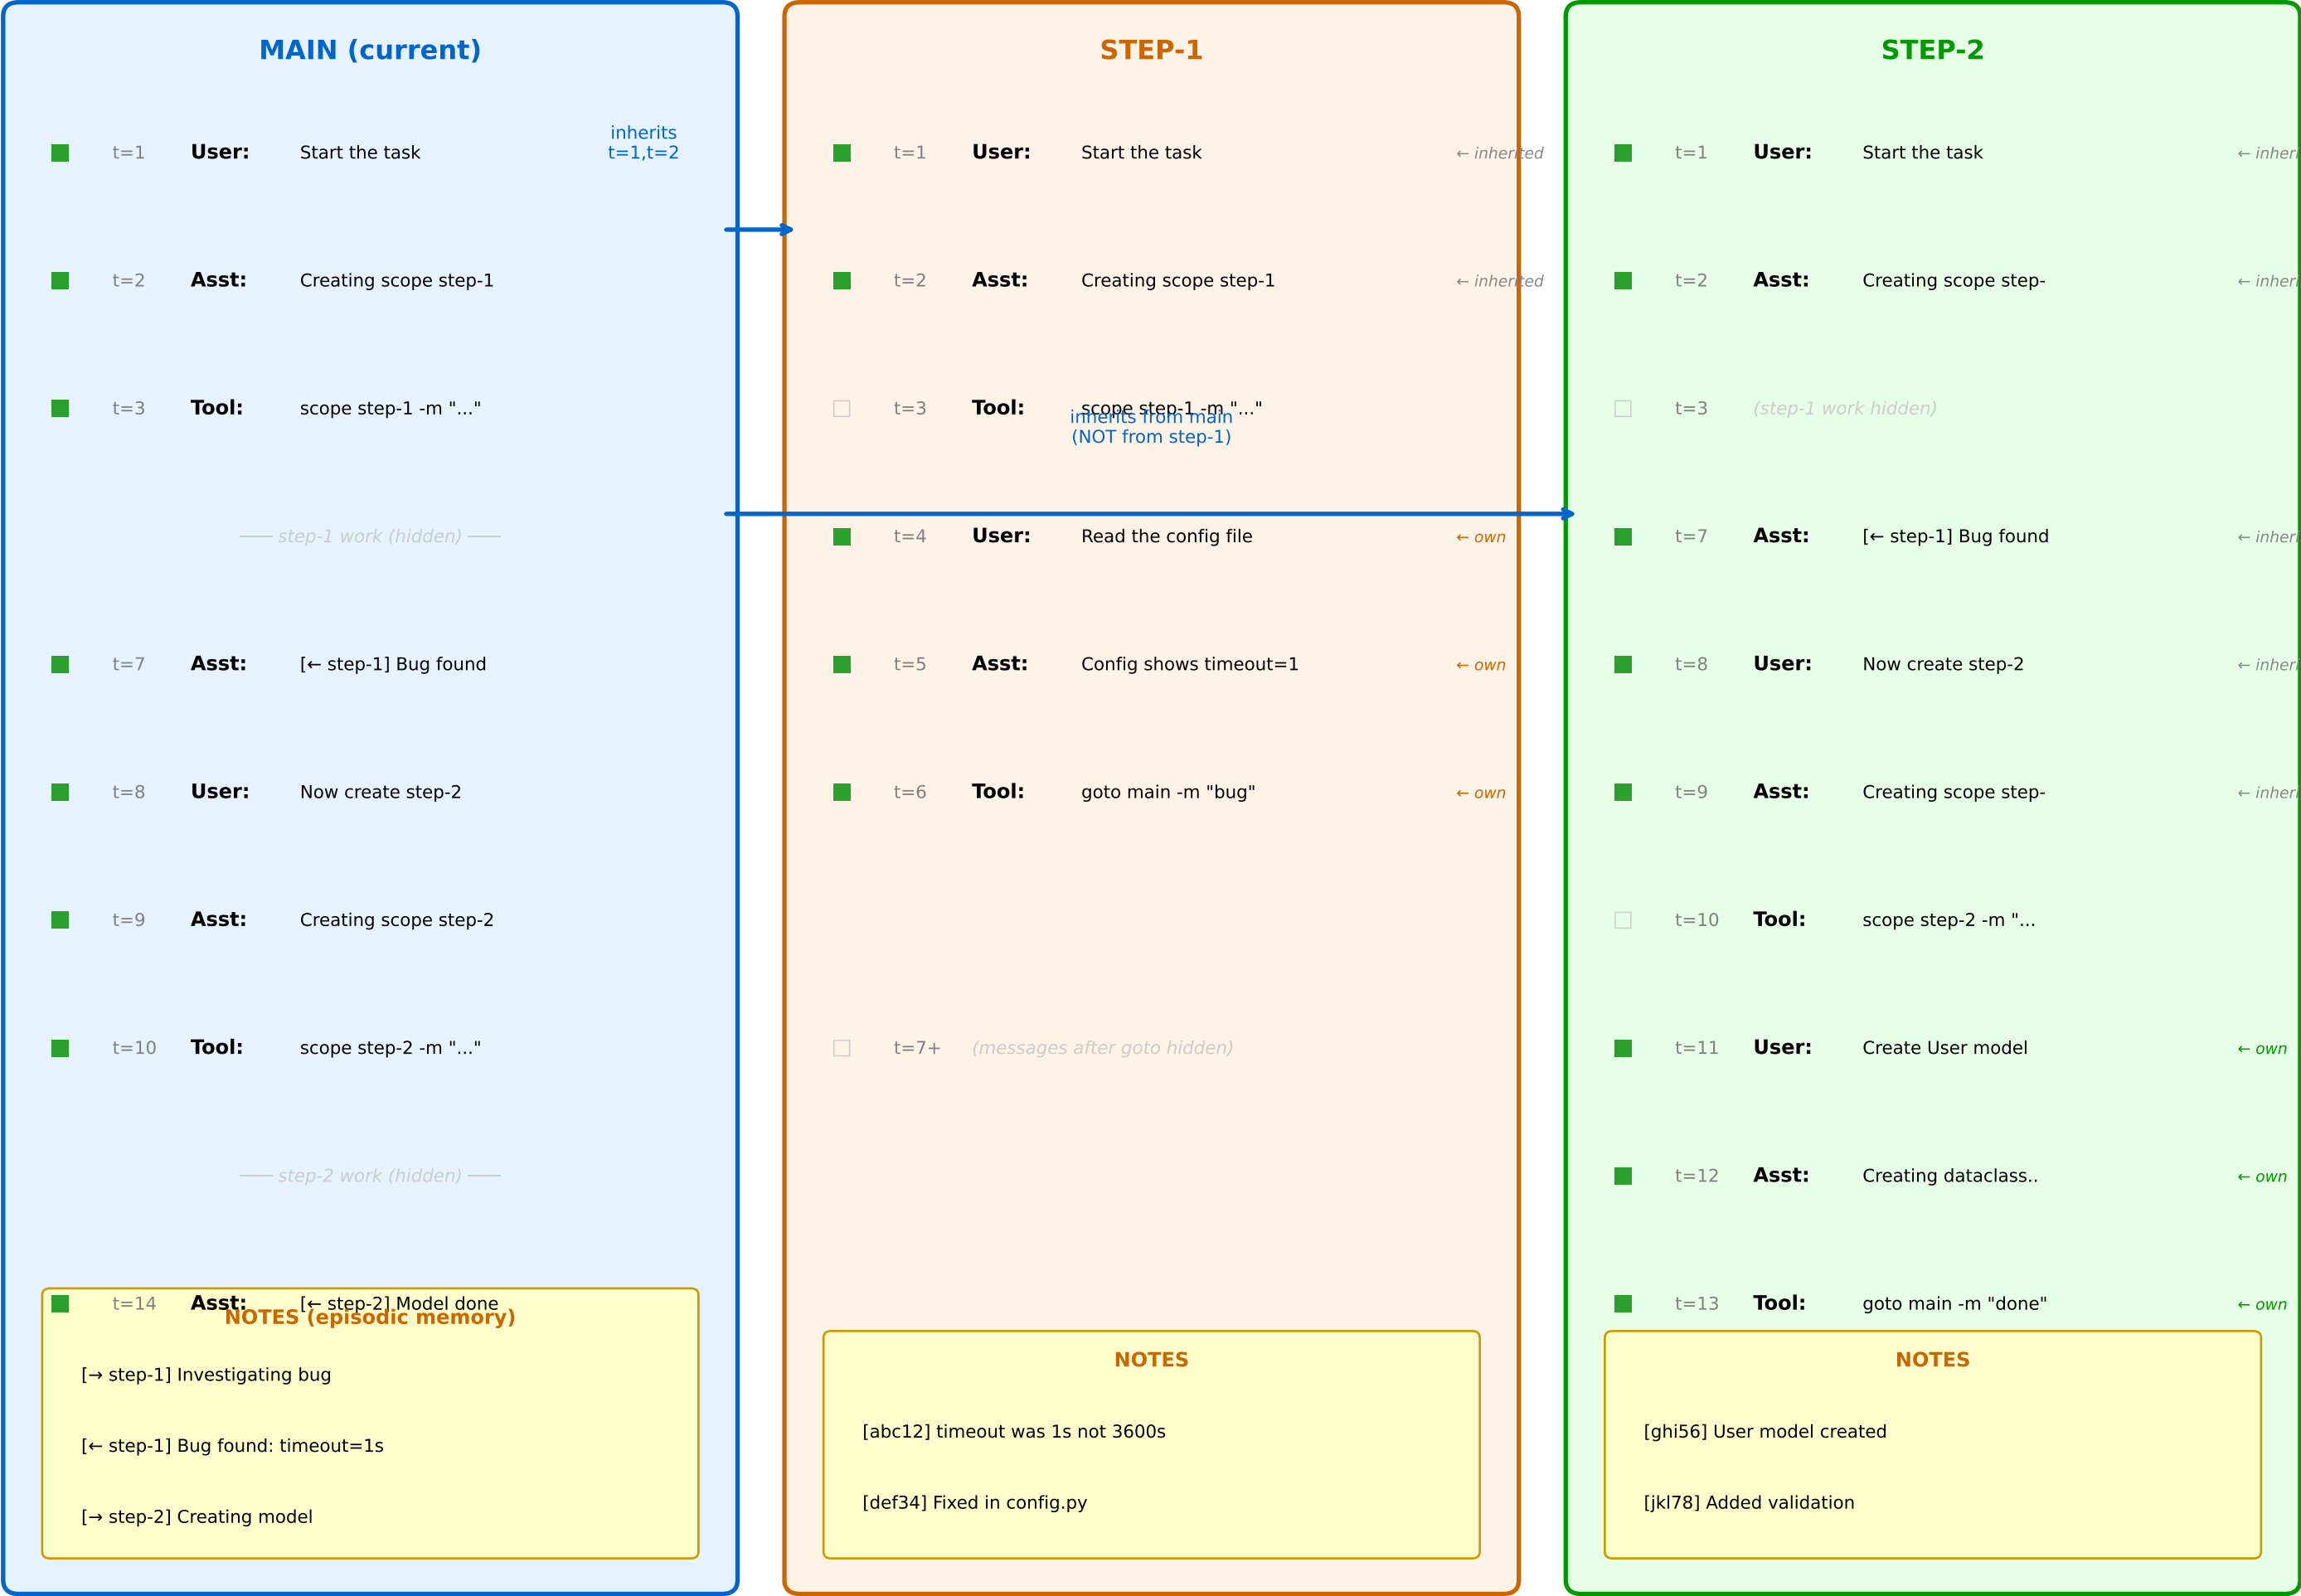 MAIN (current)
inherits
t=1,t=2
t=1 User: Start the task
t=2 Asst: Creating scope step-1
t=3 Tool: scope step-1 -m "..."
step-1 work (hidden)
t=7 Asst: [← step-1] Bug found
t=8 User: Now create step-2
t=9 Asst: Creating scope step-2
t=10 Tool: scope step-2 -m "..."
step-2 work (hidden)
t=14 Asst: [← step-2] Model done
NOTES (episodic memory)
[→ step-1] Investigating bug
[← step-1] Bug found: timeout=1s
[→ step-2] Creating model
STEP-1
t=1 User: Start the task ← inherited
t=2 Asst: Creating scope step-1 ← inherited
t=3 Tool: scope step-1 -m "..."
inherits from main
(NOT from step-1)
t=4 User: Read the config file ← own
t=5 Asst: Config shows timeout=1 ← own
t=6 Tool: goto main -m "bug" ← own
t=7+ (messages after goto hidden)
NOTES
[abc12] timeout was 1s not 3600s
[def34] Fixed in config.py
STEP-2
t=1 User: Start the task ← inheri
t=2 Asst: Creating scope step- ← inheri
t=3 (step-1 work hidden)
t=7 Asst: [← step-1] Bug found ← inheri
t=8 User: Now create step-2 ← inheri
t=9 Asst: Creating scope step- ← inheri
t=10 Tool: scope step-2 -m "...
t=11 User: Create User model ← own
t=12 Asst: Creating dataclass.. ← own
t=13 Tool: goto main -m "done" ← own
NOTES
[ghi56] User model created
[jkl78] Added validation